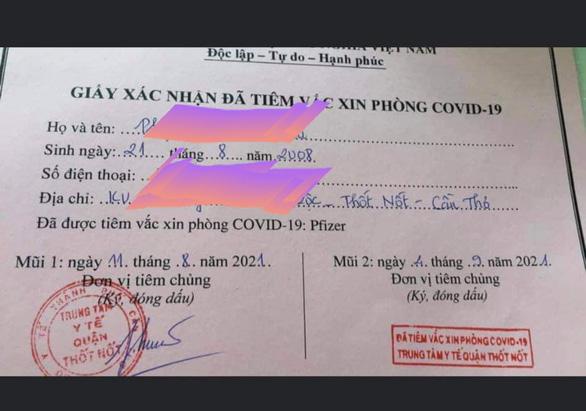 VIỆT NAM
Độc lập – Tự do – Hạnh phúc
GIẤY XÁC NHẬN ĐÃ TIÊM VẮC XIN PHÒNG COVID-19
Họ và tên:
Sinh ngày: 21 tháng 8 năm 2008.
Số điện thoại:
Địa chỉ: K.V Thốt Nốt - Cần Thơ
Đã được tiêm vắc xin phòng COVID-19: Pfizer
Mũi 1: ngày 11. tháng .8. năm 2021.
Đơn vị tiêm chủng
(Ký, đóng dấu)
TRUNG TÂM
Y TẾ
QUẬN
THỐT NỐT
Mũi 2: ngày tháng .9. năm 2021.
Đơn vị tiêm chủng
(Ký, đóng dấu)
ĐÃ TIÊM VẮC XIN PHÒNG COVID-19
TRUNG TÂM Y TẾ QUẬN THỐT NỐT